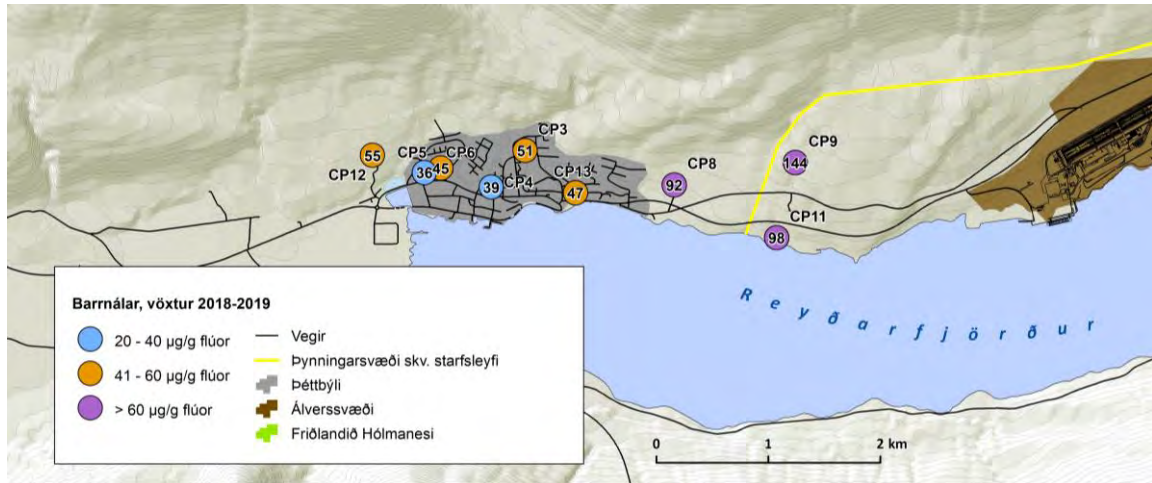 CP3
CP5
CP6
51
CP9
55
45
CP8
144
CP12
36
CP13
39
CP4
47
92
CP11
98
Reyðarfjörður
Barrnálar, vöxtur 2018-2019
20 - 40 µg/g flúor
41 - 60 µg/g flúor
> 60 µg/g flúor
Vegir
Þynningarsvæði skv. starfsleyfi
Þéttbýli
Álverssvæði
Friðlandið Hólmanesi
0 1 2 km